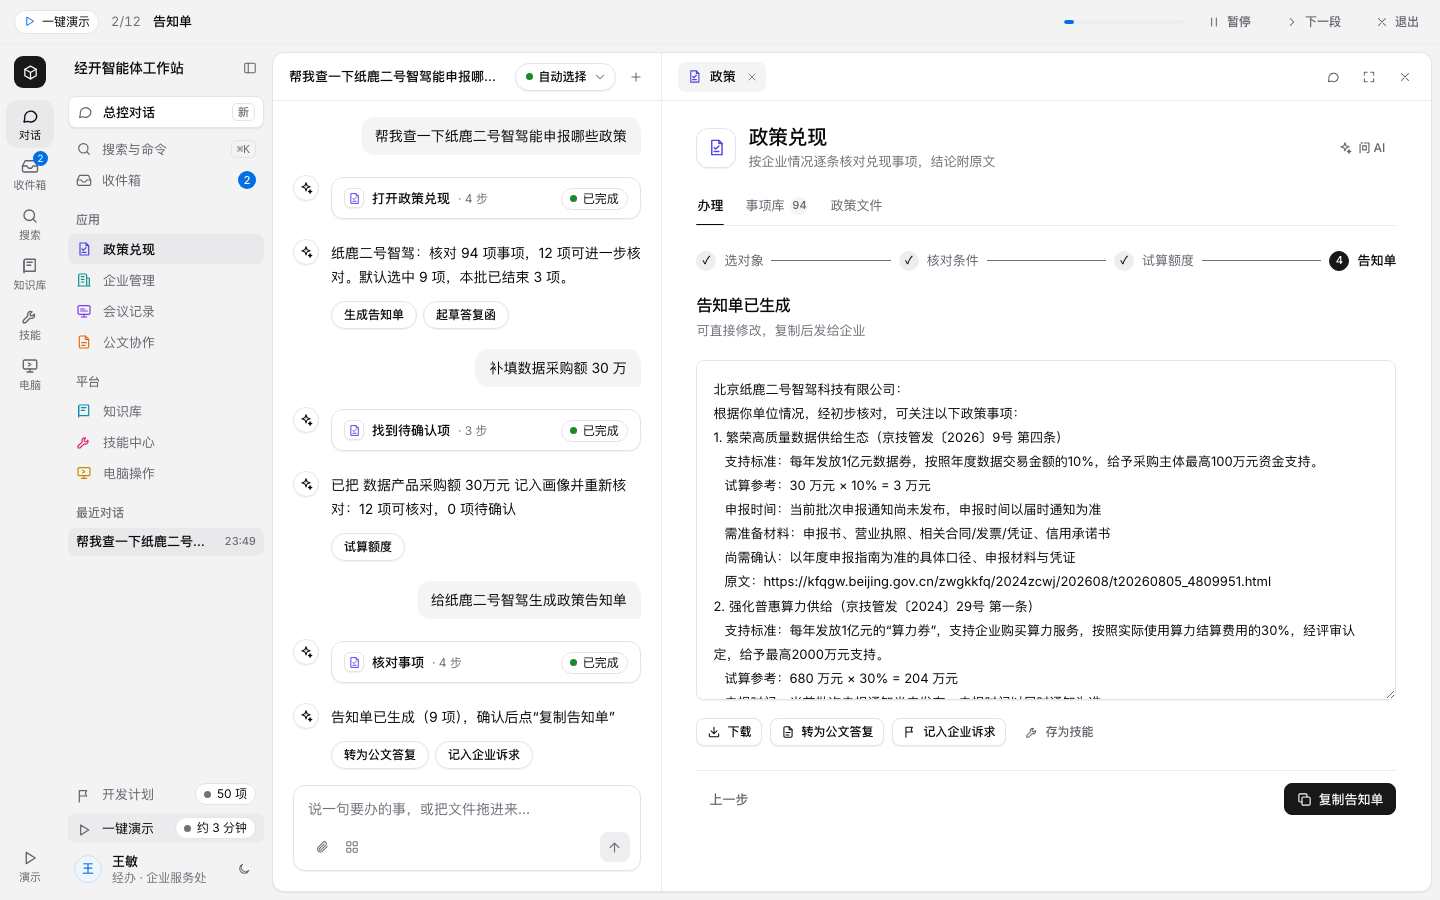 一键演示
2/12
告知单
暂停
下一段
退出
对话
2
收件箱
搜索
知识库
技能
电脑
演示
经开智能体工作站
总控对话
新
搜索与命令
⌘K
收件箱
2
应用
政策兑现
企业管理
会议记录
公文协作
平台
知识库
技能中心
电脑操作
最近对话
帮我查一下纸鹿二号...
23:49
开发计划
50 项
一键演示
约 3 分钟
王
王敏
经办 · 企业服务处
帮我查一下纸鹿二号智驾能申报哪...
自动选择
帮我查一下纸鹿二号智驾能申报哪些政策
打开政策兑现 · 4 步
已完成
纸鹿二号智驾：核对 94 项事项，12 项可进一步核
对。默认选中 9 项，本批已结束 3 项。
生成告知单
起草答复函
补填数据采购额 30 万
找到待确认项 · 3 步
已完成
已把 数据产品采购额 30万元 记入画像并重新核
对：12 项可核对，0 项待确认
试算额度
给纸鹿二号智驾生成政策告知单
核对事项 · 4 步
已完成
告知单已生成（9 项），确认后点“复制告知单”
转为公文答复
记入企业诉求
说一句要办的事，或把文件拖进来...
政策
政策兑现
按企业情况逐条核对兑现事项，结论附原文
问 AI
办理
事项库 94
政策文件
选对象
核对条件
试算额度
4 告知单
告知单已生成
可直接修改，复制后发给企业
北京纸鹿二号智驾科技有限公司：
根据你单位情况，经初步核对，可关注以下政策事项：
1. 繁荣高质量数据供给生态（京技管发〔2026〕9号 第四条）
支持标准：每年发放1亿元数据券，按照年度数据交易金额的10%，给予采购主体最高100万元资金支持。
试算参考：30 万元 × 10% = 3 万元
申报时间：当前批次申报通知尚未发布，申报时间以届时通知为准
需准备材料：申报书、营业执照、相关合同/发票/凭证、信用承诺书
尚需确认：以年度申报指南为准的具体口径、申报材料与凭证
原文：https://kfqgw.beijing.gov.cn/zwgkkfq/2024zcwj/202608/t20260805_4809951.html
2. 强化普惠算力供给（京技管发〔2024〕29号 第一条）
支持标准：每年发放1亿元的“算力券”，支持企业购买算力服务，按照实际使用算力结算费用的30%，经评审认
定，给予最高2000万元支持。
试算参考：680 万元 × 30% = 204 万元
下载
转为公文答复
记入企业诉求
存为技能
上一步
复制告知单